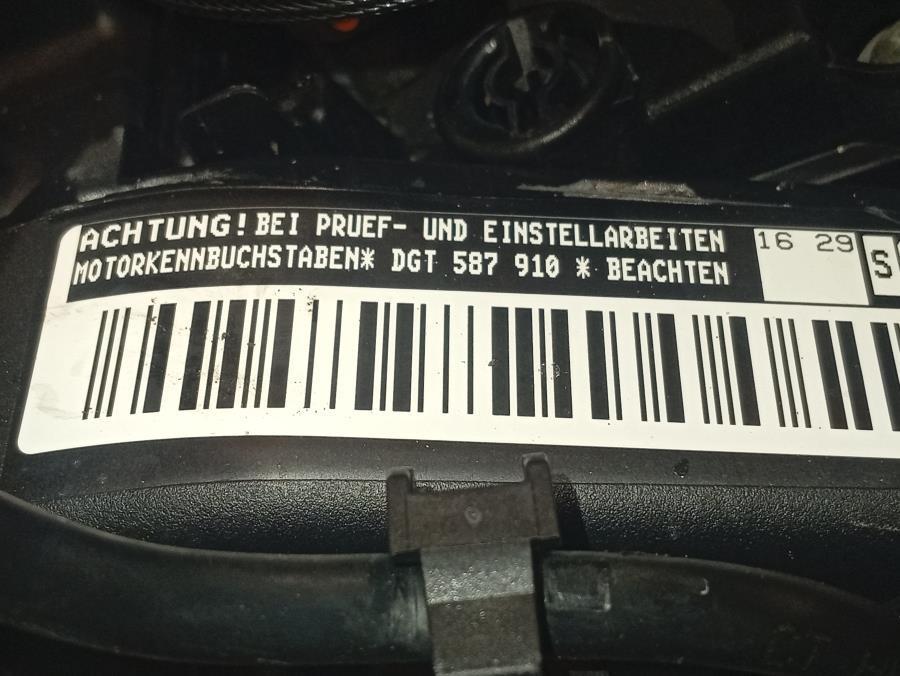 ACHTUNG! BEI PRUEF- UND EINSTELLARBEITEN
MOTORKENNBUCHSTABEN* DGT 587 910 * BEACHTEN
16 29
S